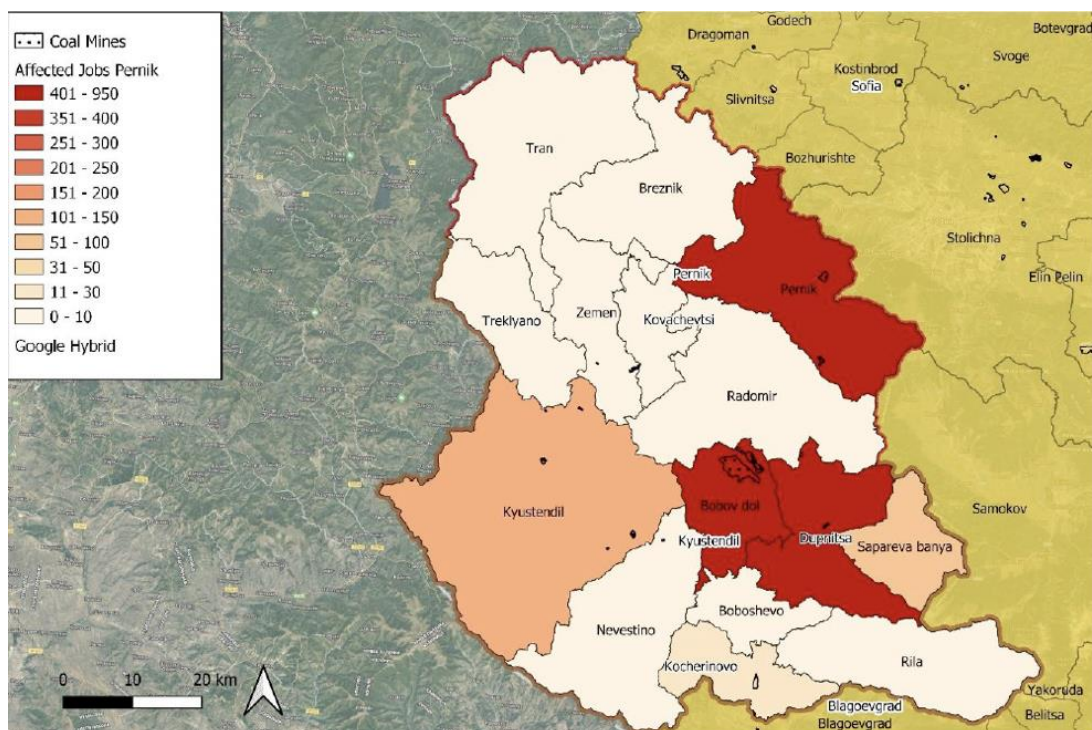 Coal Mines
Affected Jobs Pernik
401 - 950
351 - 400
251 - 300
201 - 250
151 - 200
101 - 150
51 - 100
31 - 50
11 - 30
0 - 10
Google Hybrid
Godech
Botevgrad
Dragoman
Svoge
Kostinbrod
Sofia
Slivnitsa
Bozhurishte
Tran
Breznik
Stolichna
Elin Pelin
Pernik
Pernik
Treklyano
Zemen
Kovachevtsi
Radomir
Samokov
Kyustendil
Bobov dol
Kyustendil
Dupnitsa
Sapareva banya
Boboshevo
Nevestino
Kocherinovo
Rila
Yakoruda
Blagoevgrad
Belitsa
Blagoevgrad
0 10 20 km